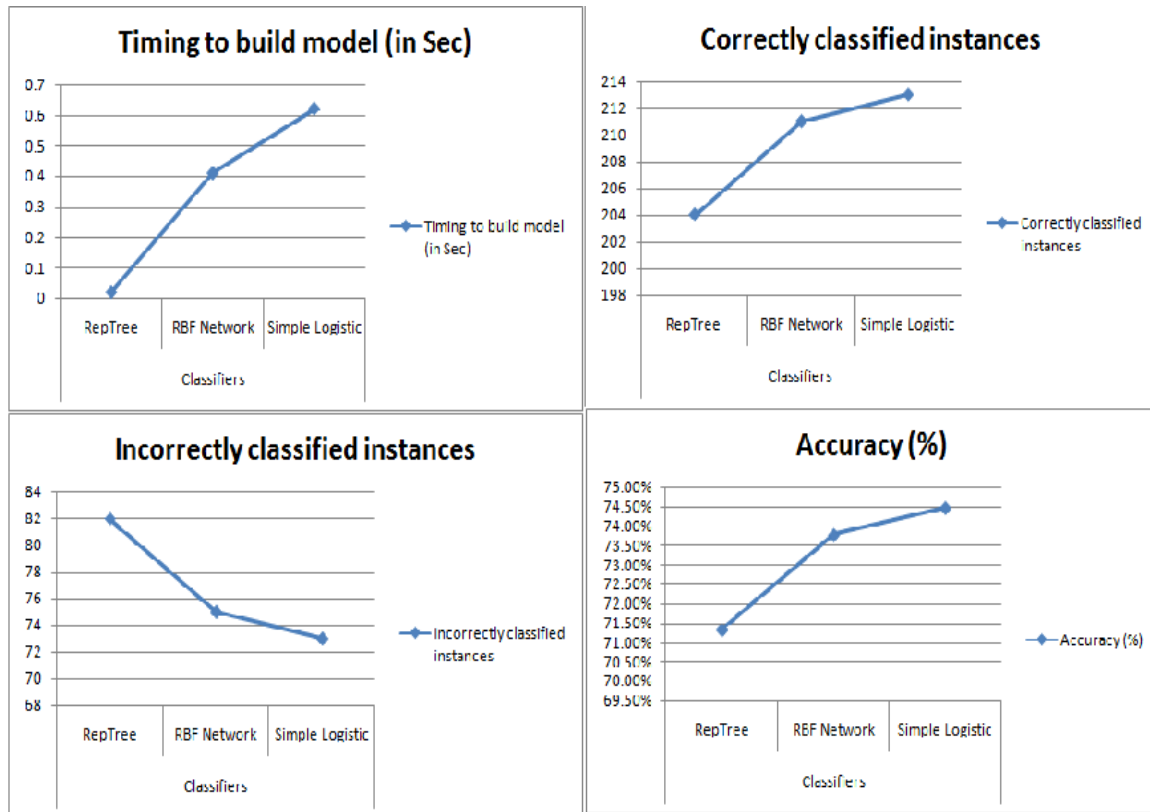 Timing to build model (in Sec)
0.7
0.6
0.5
0.4
0.3
0.2
0.1
0
RepTree
RBF Network
Simple Logistic
Classifiers
Timing to build model
(in Sec)
Correctly classified instances
214
212
210
208
206
204
202
200
198
RepTree
RBF Network
Simple Logistic
Classifiers
Correctly classified
instances
Incorrectly classified instances
84
82
80
78
76
74
72
70
68
RepTree
RBF Network
Simple Logistic
Classifiers
Incorrectly classified
instances
Accuracy (%)
75.00%
74.50%
74.00%
73.50%
73.00%
72.50%
72.00%
71.50%
71.00%
70.50%
70.00%
69.50%
RepTree
RBF Network
Simple Logistic
Classifiers
Accuracy (%)